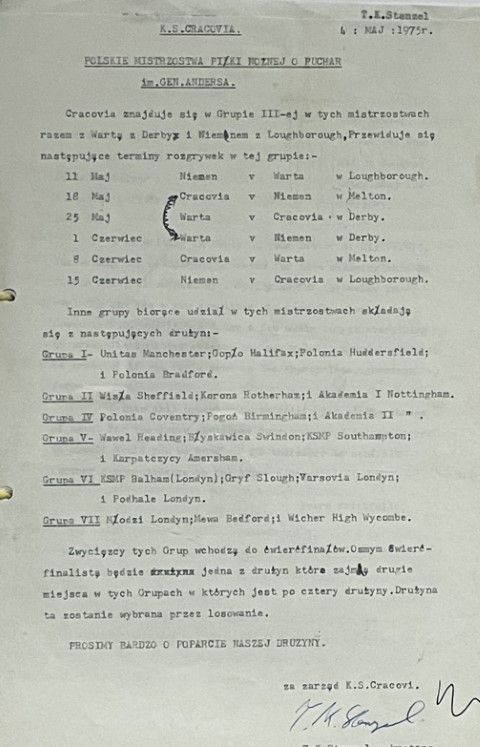 T.K.Stenzel
K.S.CRACOVIA.
4 : MAJ :1975r.
POLSKIE MISTRZOSTWA PIŁKI NOŻNEJ O PUCHAR
im.GEN.ANDERSA.
Cracovia znajduje się w Grupie III-ej w tych mistrzostwach
razem z Wartą z Derby i Niemnem z Loughborough,Przewiduje się
następujące terminy rozgrywek w tej grupie:-
11 Maj Niemen v Warta w Loughborough.
18 Maj Cracovia v Niemen w Melton.
25 Maj Warta v Cracovia w Derby.
1 Czerwiec Warta v Niemen w Derby.
8 Czerwiec Cracovia v Warta w Melton.
15 Czerwiec Niemen v Cracovia w Loughborough.
Inne grupy biorące udział w tych mistrzostwach składają
się z następujących drużyn:-
Grupa I- Unitas Manchester;Gopło Halifax;Polonia Huddersfield;
i Polonia Bradford.
Grupa II Wisła Sheffield;Korona Rotherham;i Akademia I Nottingham.
Grupa IV Polonia Coventry;Pogoń Birmingham;i Akademia II " .
Grupa V- Wawel Reading;Błyskawica Swindon;KSMP Southampton;
i Karpatczycy Amersham.
Grupa VI KSMP Balham(Londyn);Gryf Slough;Varsovia Londyn;
i Podhale Londyn.
Grupa VII Młodzi Londyn;Mewa Bedford;i Wicher High Wycombe.
Zwycięzcy tych Grup wchodzą do ćwierćfinałów.Osmym ćwierć-
finalistą będzie jedna z drużyn które zajmą drugie
miejsca w tych Grupach w których jest po cztery drużyny.Drużyna
ta zostanie wybrana przez losowanie.
PROSIMY BARDZO O POPARCIE NASZEJ DRUŻYNY.
za zarząd K.S.Cracovi.
T. K. Stenzel.